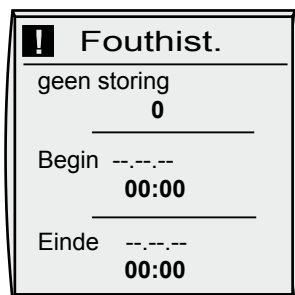 ! Fouthist.
geen storing
0
Begin --.--.--
00:00
Einde --.--.--
00:00